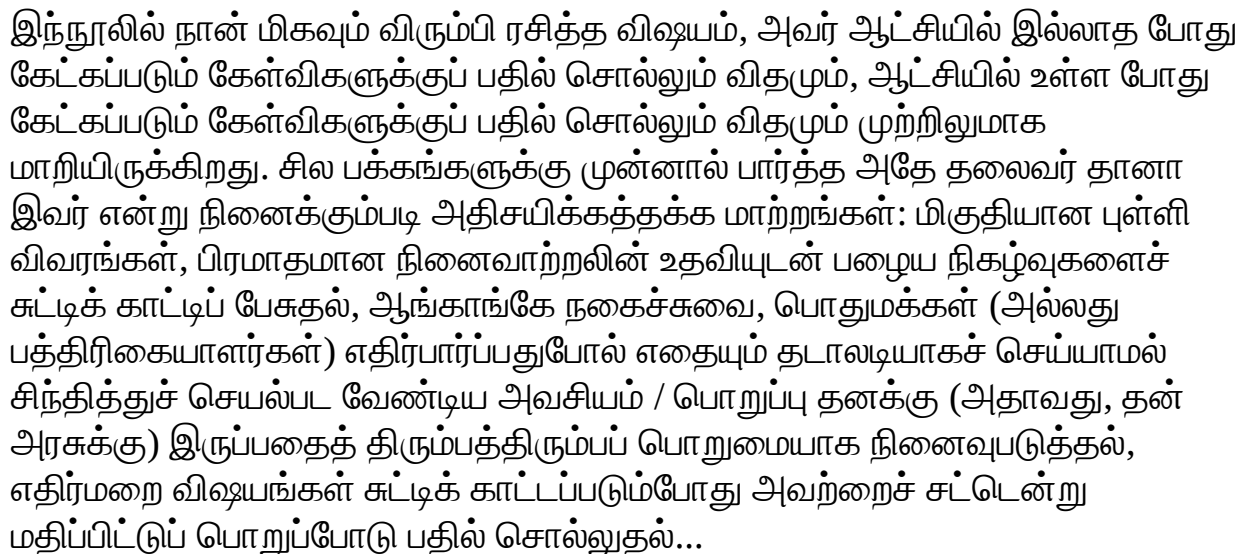 இந்நூலில் நான் மிகவும் விரும்பி ரசித்த விஷயம், அவர் ஆட்சியில் இல்லாத போது
கேட்கப்படும் கேள்விகளுக்குப் பதில் சொல்லும் விதமும், ஆட்சியில் உள்ள போது
கேட்கப்படும் கேள்விகளுக்குப் பதில் சொல்லும் விதமும் முற்றிலுமாக
மாறியிருக்கிறது. சில பக்கங்களுக்கு முன்னால் பார்த்த அதே தலைவர் தானா
இவர் என்று நினைக்கும்படி அதிசயிக்கத்தக்க மாற்றங்கள்: மிகுதியான புள்ளி
விவரங்கள், பிரமாதமான நினைவாற்றலின் உதவியுடன் பழைய நிகழ்வுகளைச்
சுட்டிக் காட்டிப் பேசுதல், ஆங்காங்கே நகைச்சுவை, பொதுமக்கள் (அல்லது
பத்திரிகையாளர்கள்) எதிர்பார்ப்பதுபோல் எதையும் தடாலடியாகச் செய்யாமல்
சிந்தித்துச் செயல்பட வேண்டிய அவசியம் / பொறுப்பு தனக்கு (அதாவது, தன்
அரசுக்கு) இருப்பதைத் திரும்பத்திரும்பப் பொறுமையாக நினைவுபடுத்தல்,
எதிர்மறை விஷயங்கள் சுட்டிக் காட்டப்படும்போது அவற்றைச் சட்டென்று
மதிப்பிட்டுப் பொறுப்போடு பதில் சொல்லுதல்...